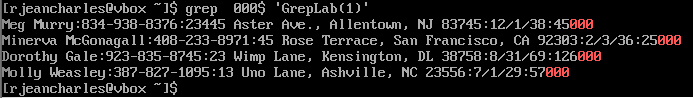 [rjeancharles@vbox ~]$ grep  000$ 'GrepLab(1)'
Meg Murry:834-938-8376:23445 Aster Ave., Allentown, NJ 83745:12/1/38:45000
Minerva McGonagall:408-233-8971:45 Rose Terrace, San Francisco, CA 92303:2/3/36:25000
Dorothy Gale:923-835-8745:23 Wimp Lane, Kensington, DL 38758:8/31/69:126000
Molly Weasley:387-827-1095:13 Uno Lane, Ashville, NC 23556:7/1/29:57000
[rjeancharles@vbox ~]$